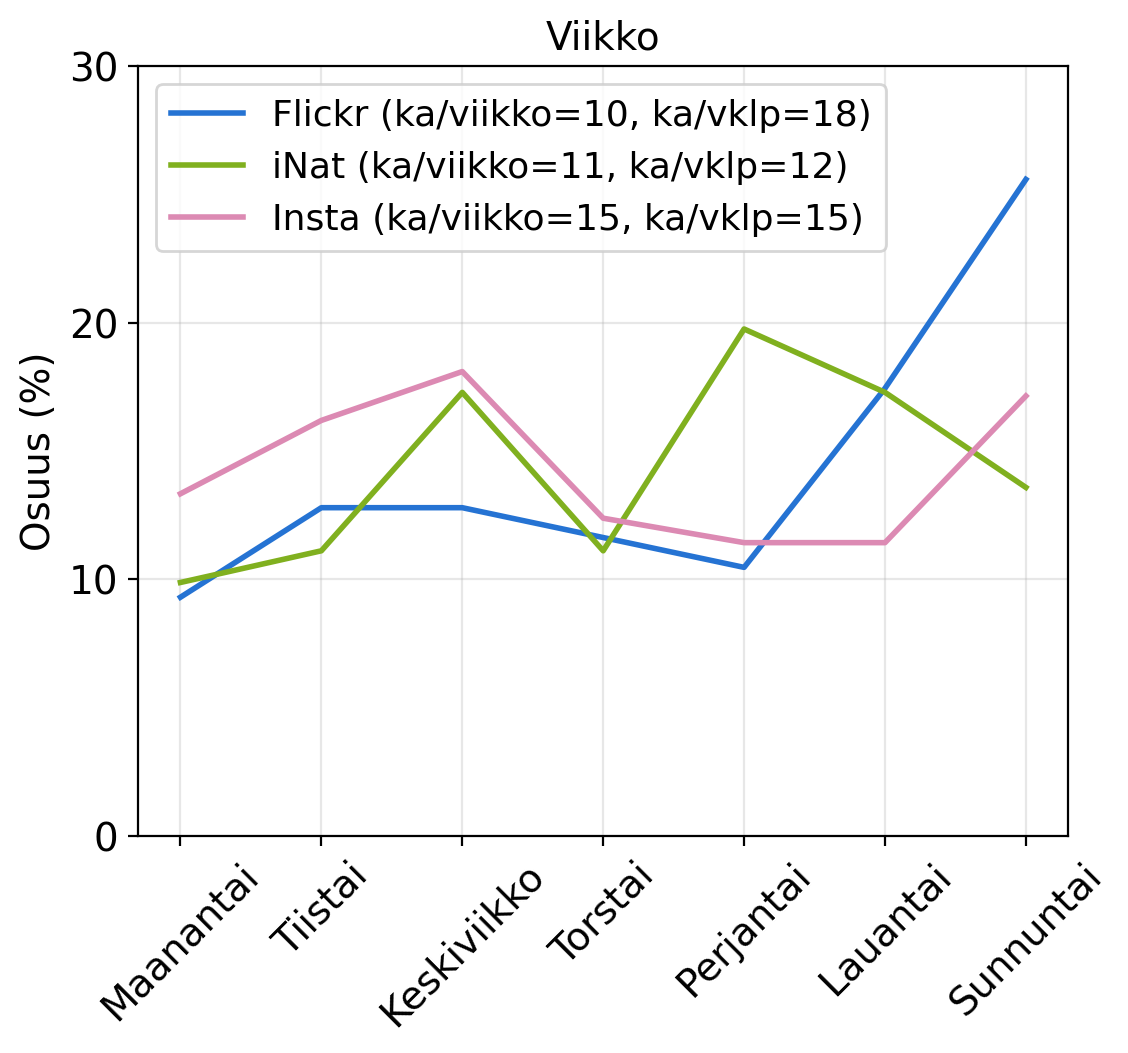 Viikko
30
20
10
0
Osuus (%)
Flickr (ka/viikko=10, ka/vklp=18)
iNat (ka/viikko=11, ka/vklp=12)
Insta (ka/viikko=15, ka/vklp=15)
Maanantai
Tiistai
Keskiviikko
Torstai
Perjantai
Lauantai
Sunnuntai